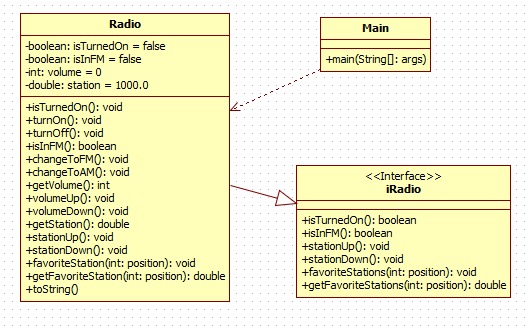 Radio
-boolean: isTurnedOn = false
-boolean: isInFM = false
-int: volume = 0
-double: station = 1000.0
+isTurnedOn(): void
+turnOn(): void
+turnOff(): void
+isInFM(): boolean
+changeToFM(): void
+changeToAM(): void
+getVolume(): int
+volumeUp(): void
+volumeDown(): void
+getStation(): double
+stationUp(): void
+stationDown(): void
+favoriteStation(int: position): void
+getFavoriteStation(int: position): double
+toString()
Main
+main(String[]: args)
<<Interface>>
iRadio
+isTurnedOn(): boolean
+isInFM(): boolean
+stationUp(): void
+stationDown(): void
+favoriteStations(int: position): void
+getFavoriteStations(int: position): double